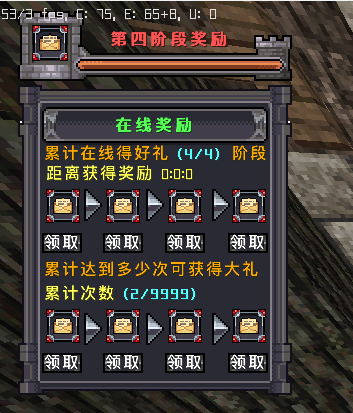 53/3 fps, C: 75, E: 65+8, U: 0
第四阶段奖励
在线奖励
累计在线得好礼 (4/4) 阶段
距离获得奖励 0:0:0
领取 领取 领取 领取
累计达到多少次可获得大礼
累计次数 (2/9999)
领取 领取 领取 领取